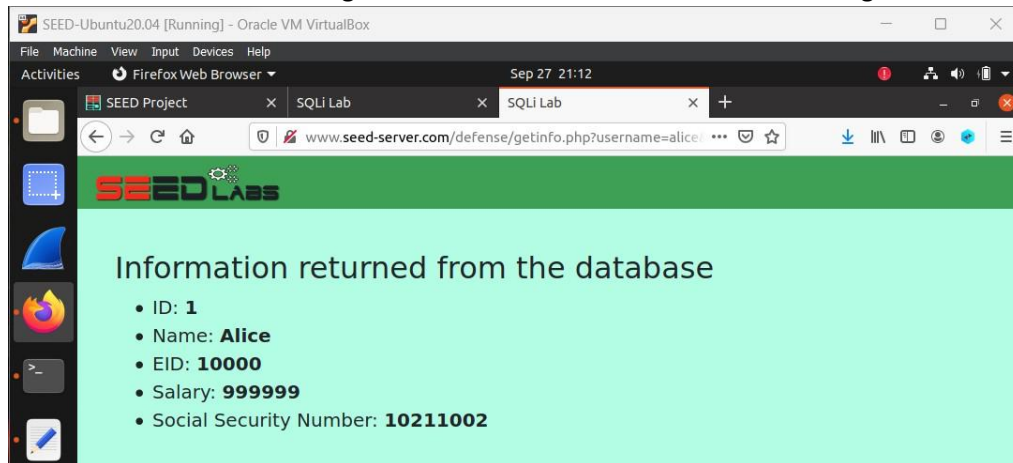 SEED-Ubuntu20.04 [Running] - Oracle VM VirtualBox
File Machine View Input Devices Help
Activities Firefox Web Browser Sep 27 21:12
SEED Project SQLi Lab SQLi Lab
www.seed-server.com/defense/getinfo.php?username=alice
SEEDLABS
Information returned from the database
• ID: 1
• Name: Alice
• EID: 10000
• Salary: 999999
• Social Security Number: 10211002